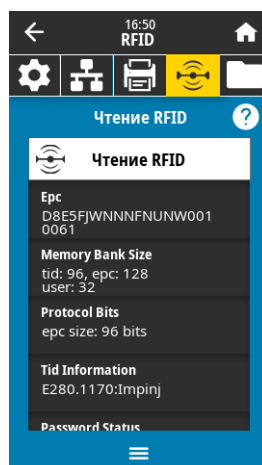 16:50
RFID
Чтение RFID
?
Чтение RFID
Epc
D8E5FJWNNNFNUNW001
0061
Memory Bank Size
tid: 96, epc: 128
user: 32
Protocol Bits
epc size: 96 bits
Tid Information
E280.1170:Impinj
Password Status